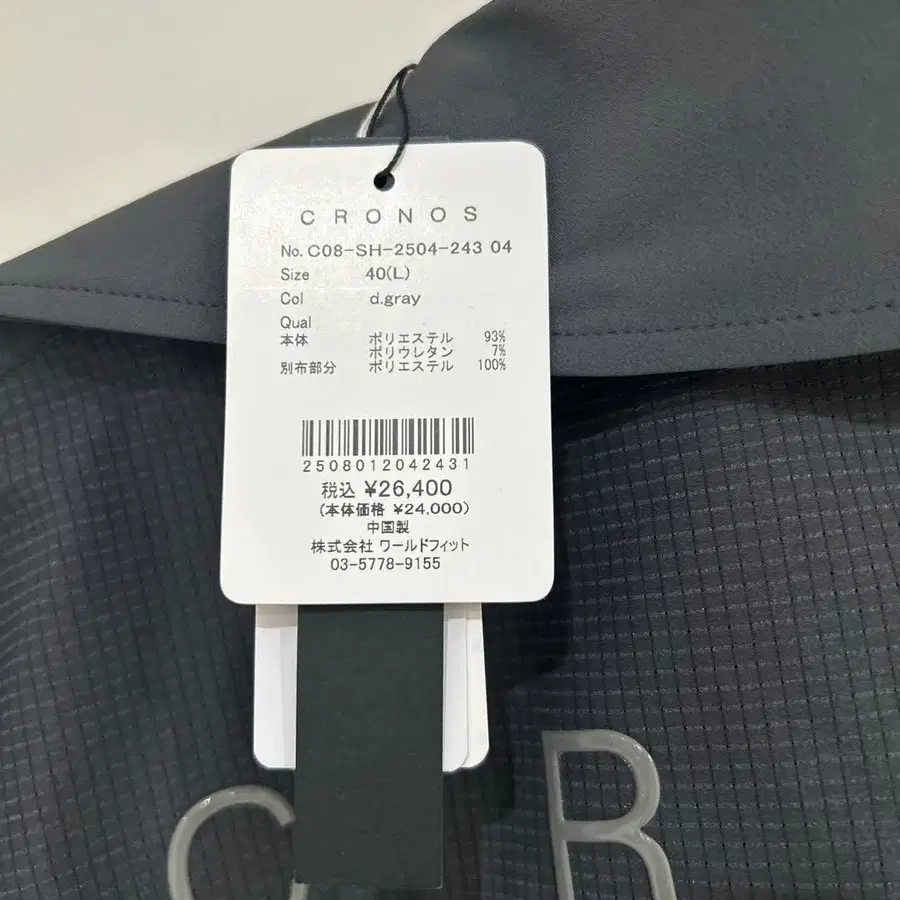 CRONOS
No. C08-SH-2504-243 04
Size 40(L)
Col d.gray
Qual
本体 ポリエステル 93%
ポリウレタン 7%
別布部分 ポリエステル 100%
2508012042431
税込 ¥26,400
(本体価格 ¥24,000)
中国製
株式会社 ワールドフィット
03-5778-9155
C R